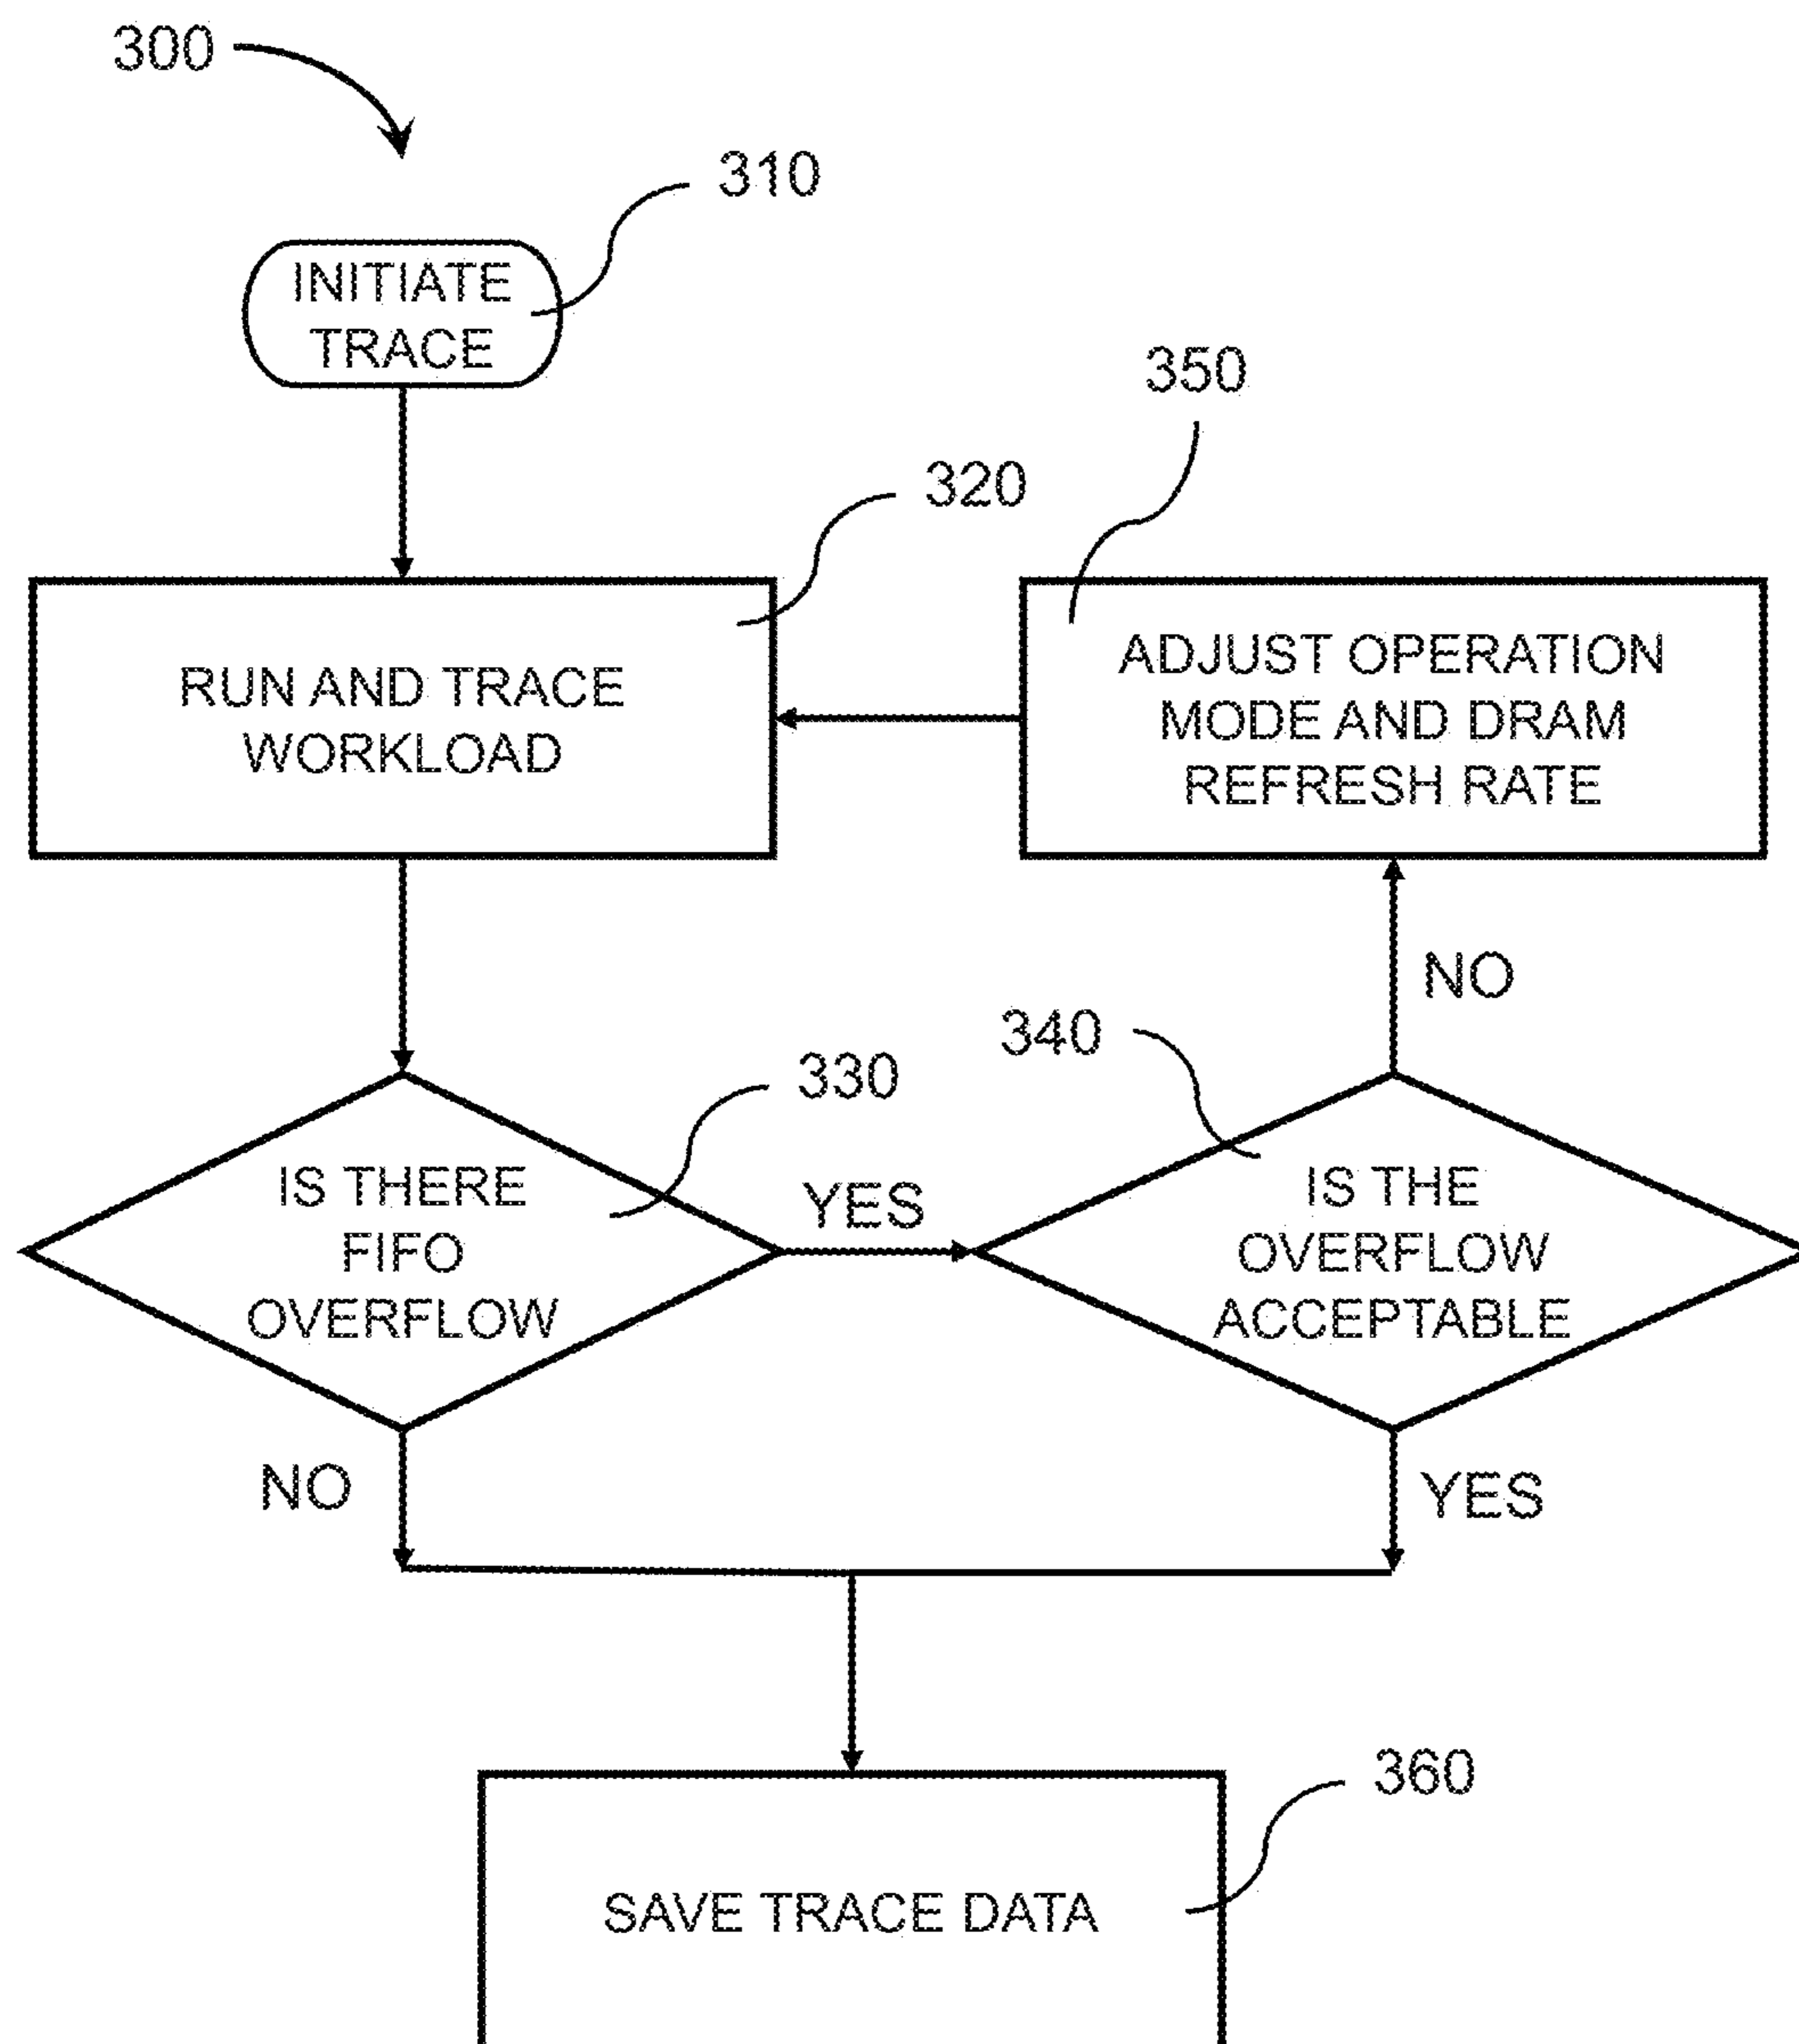 300
310
INITIATE
TRACE
350
320
RUN AND TRACE
WORKLOAD
ADJUST OPERATION
MODE AND DRAM
REFRESH RATE
NO
340
330
IS THERE
FIFO
OVERFLOW
YES
IS THE
OVERFLOW
ACCEPTABLE
NO
YES
360
SAVE TRACE DATA